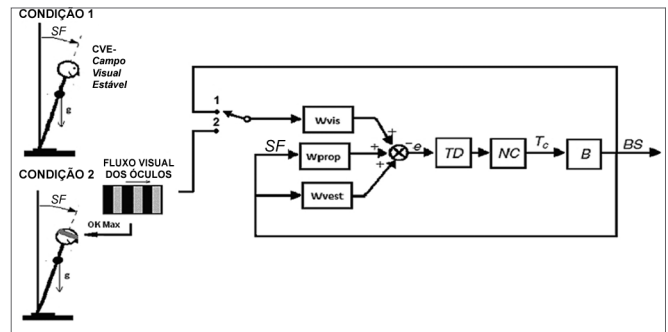 CONDIÇÃO 1
SF
CVE-
Campo
Visual
Estável
g
CONDIÇÃO 2
SF
FLUXO VISUAL
DOS ÓCULOS
OK Max
g
1
2
Wvis
SF
Wprop
Wvest
+
+
+
-e
TD
NC
Tc
B
BS